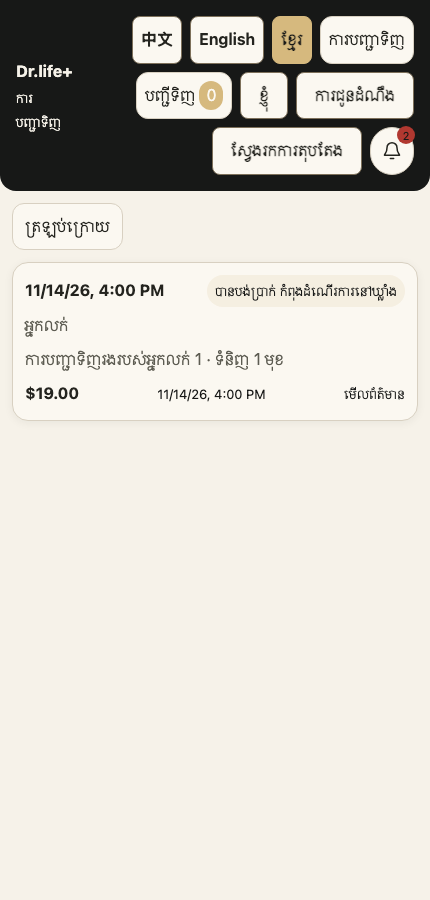 Dr.life+
ការ
បញ្ជាទិញ
中文
English
ខ្មែរ
ការបញ្ជាទិញ
បញ្ជីទិញ 0
ខ្ញុំ
ការជូនដំណឹង
ស្វែងរកការតុបតែង
2
ត្រឡប់ក្រោយ
11/14/26, 4:00 PM
បានបង់ប្រាក់ កំពុងដំណើរការនៅឃ្លាំង
អ្នកលក់
ការបញ្ជាទិញរងរបស់អ្នកលក់ 1 · ទំនិញ 1 មុខ
$19.00
11/14/26, 4:00 PM
មើលព័ត៌មាន